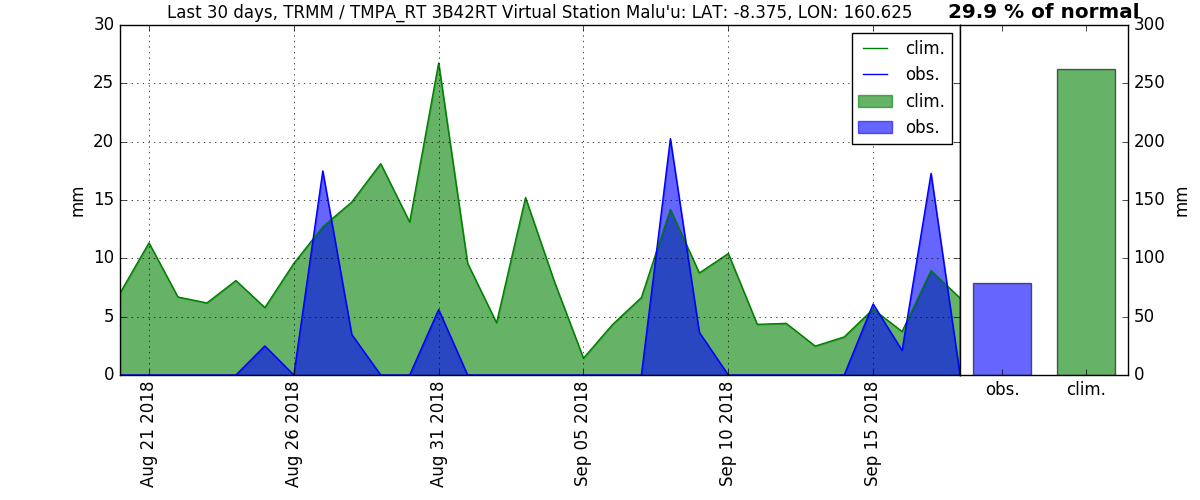 Last 30 days, TRMM / TMPA_RT 3B42RT Virtual Station Malu'u: LAT: -8.375, LON: 160.625
29.9 % of normal
30
25
20
15
10
5
0
mm
clim.
obs.
clim.
obs.
300
250
200
150
100
50
0
mm
obs.
clim.
Aug 21 2018
Aug 26 2018
Aug 31 2018
Sep 05 2018
Sep 10 2018
Sep 15 2018